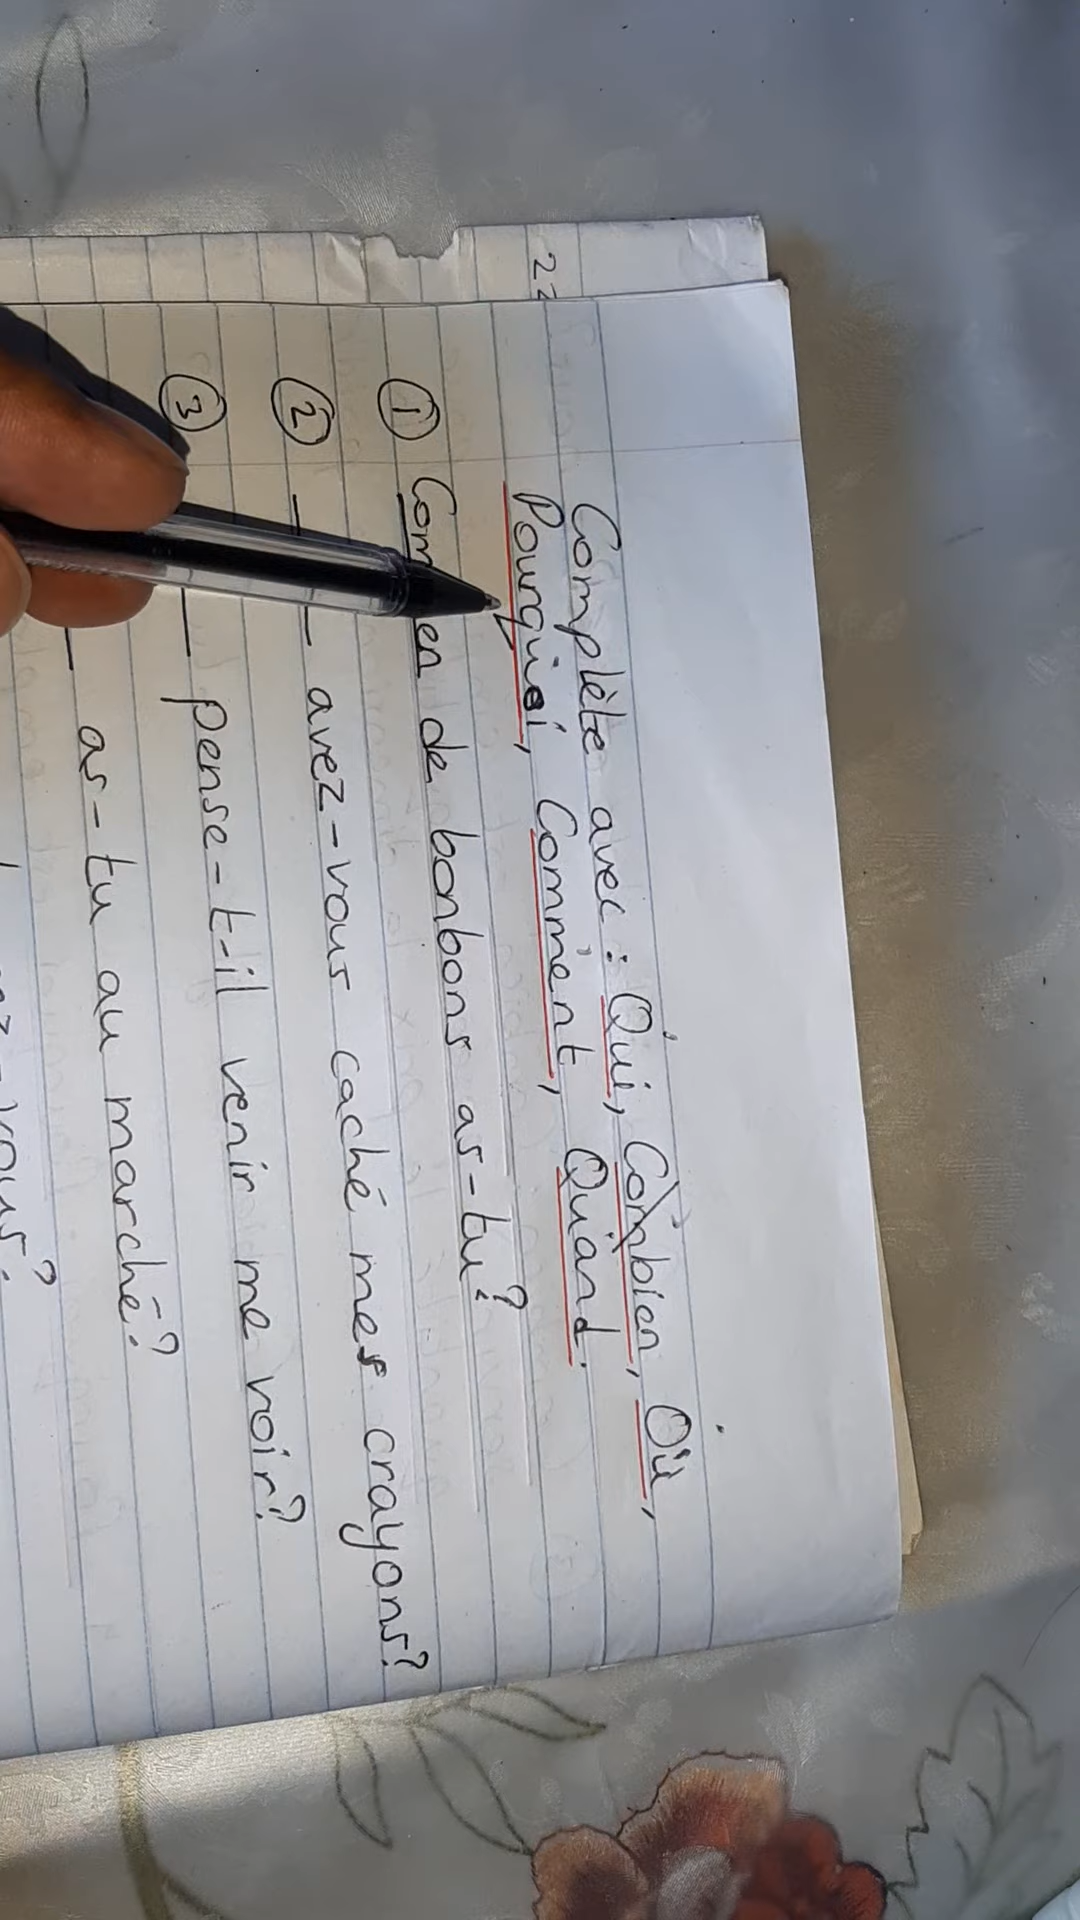 22
Complète avec : Qui, Combien, Où,
Pourquoi, Comment, Quand.
① de bonbons as-tu?
② avez-vous caché mes crayons?
③ pense-t-il venir me voir?
as-tu au marché?